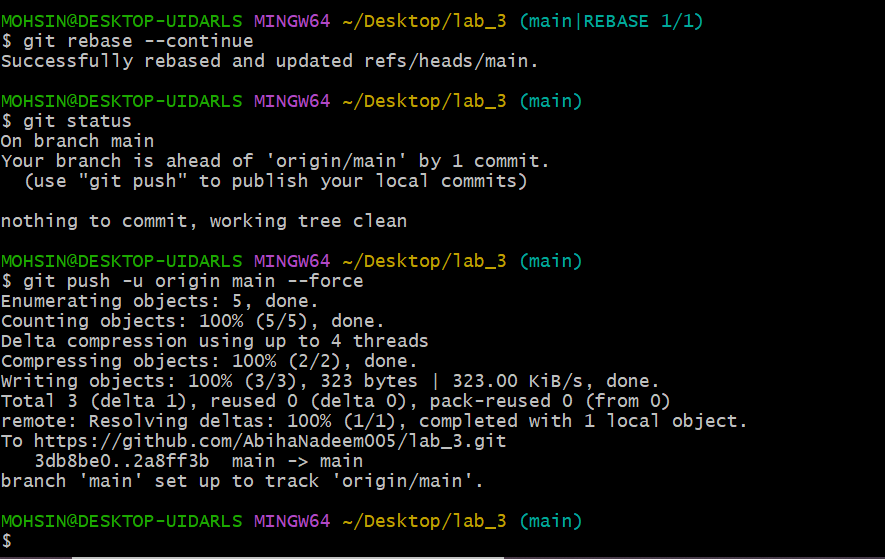 MOHSIN@DESKTOP-UIDARLS MINGW64 ~/Desktop/lab_3 (main|REBASE 1/1)
$ git rebase --continue
Successfully rebased and updated refs/heads/main.
MOHSIN@DESKTOP-UIDARLS MINGW64 ~/Desktop/lab_3 (main)
$ git status
On branch main
Your branch is ahead of 'origin/main' by 1 commit.
  (use "git push" to publish your local commits)
nothing to commit, working tree clean
MOHSIN@DESKTOP-UIDARLS MINGW64 ~/Desktop/lab_3 (main)
$ git push -u origin main --force
Enumerating objects: 5, done.
Counting objects: 100% (5/5), done.
Delta compression using up to 4 threads
Compressing objects: 100% (2/2), done.
Writing objects: 100% (3/3), 323 bytes | 323.00 KiB/s, done.
Total 3 (delta 1), reused 0 (delta 0), pack-reused 0 (from 0)
remote: Resolving deltas: 100% (1/1), completed with 1 local object.
To https://github.com/AbihaNadeem005/lab_3.git
   3db8be0..2a8ff3b  main -> main
branch 'main' set up to track 'origin/main'.
MOHSIN@DESKTOP-UIDARLS MINGW64 ~/Desktop/lab_3 (main)
$